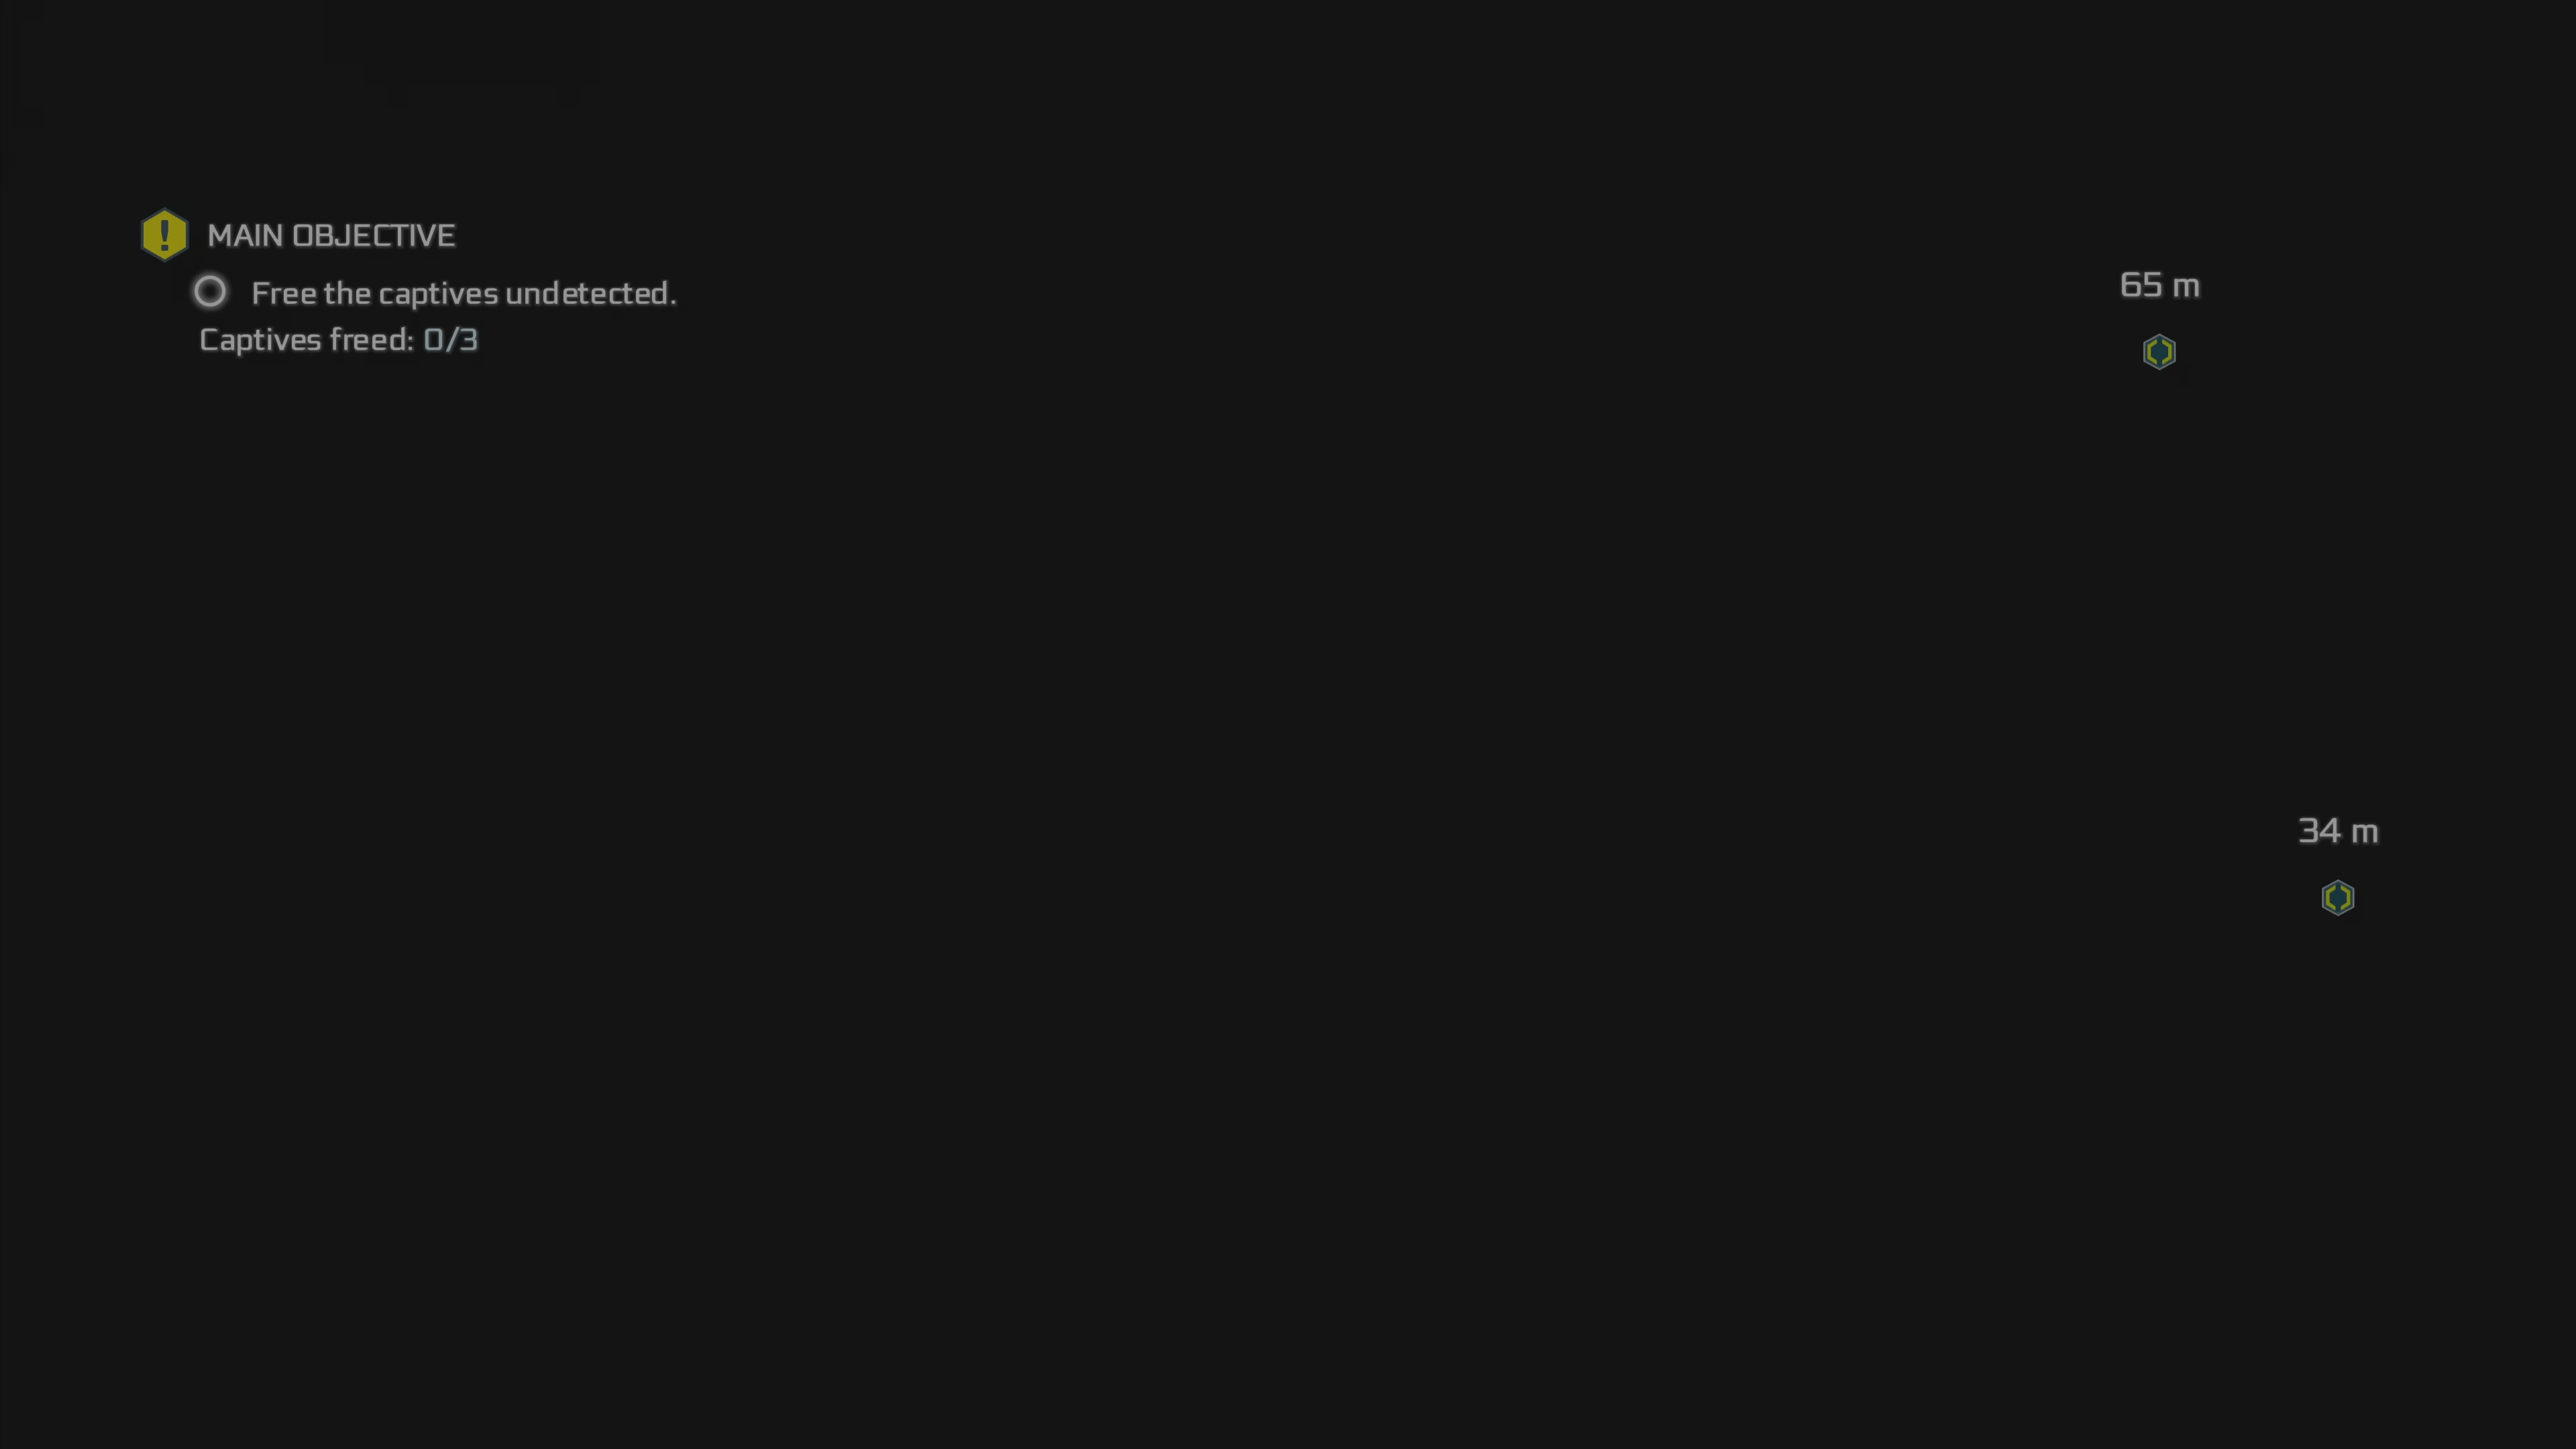 MAIN OBJECTIVE
Free the captives undetected.
Captives freed: 0/3
65 m
34 m